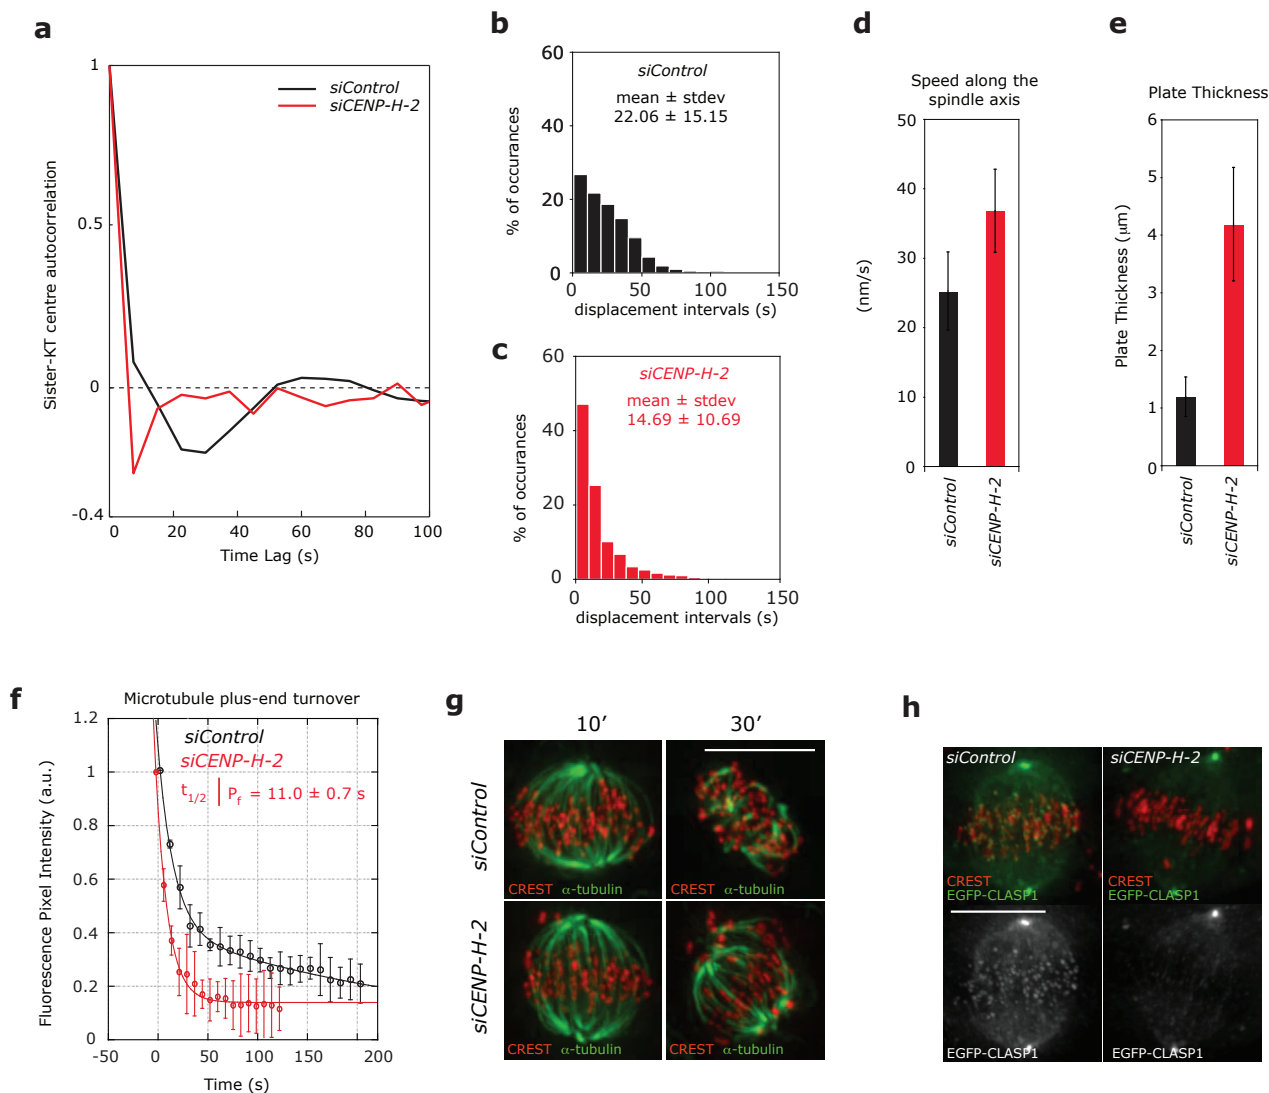 a
Sister-KT centre autocorrelation
1
0.5
0
-0.4
siControl
siCENP-H-2
0 20 40 60 80 100
Time Lag (s)
b
% of occurances
60
40
20
0
siControl
mean ± stdev
22.06 ± 15.15
0 50 100 150
displacement intervals (s)
c
% of occurances
60
40
20
0
siCENP-H-2
mean ± stdev
14.69 ± 10.69
0 50 100 150
displacement intervals (s)
d
Speed along the
spindle axis
(nm/s)
50
40
30
20
10
0
siControl
siCENP-H-2
e
Plate Thickness
Plate Thickness (μm)
6
5
4
3
2
1
0
siControl
siCENP-H-2
f
Microtubule plus-end turnover
Fluorescence Pixel Intensity (a.u.)
1.2
1
0.8
0.6
0.4
0.2
0
siControl
siCENP-H-2
t1/2 | Pf = 11.0 ± 0.7 s
-50 0 50 100 150 200
Time (s)
g
10′ 30′
siControl
CREST α-tubulin
CREST α-tubulin
siCENP-H-2
CREST α-tubulin
CREST α-tubulin
h
siControl
CREST
EGFP-CLASP1
siCENP-H-2
CREST
EGFP-CLASP1
EGFP-CLASP1
EGFP-CLASP1